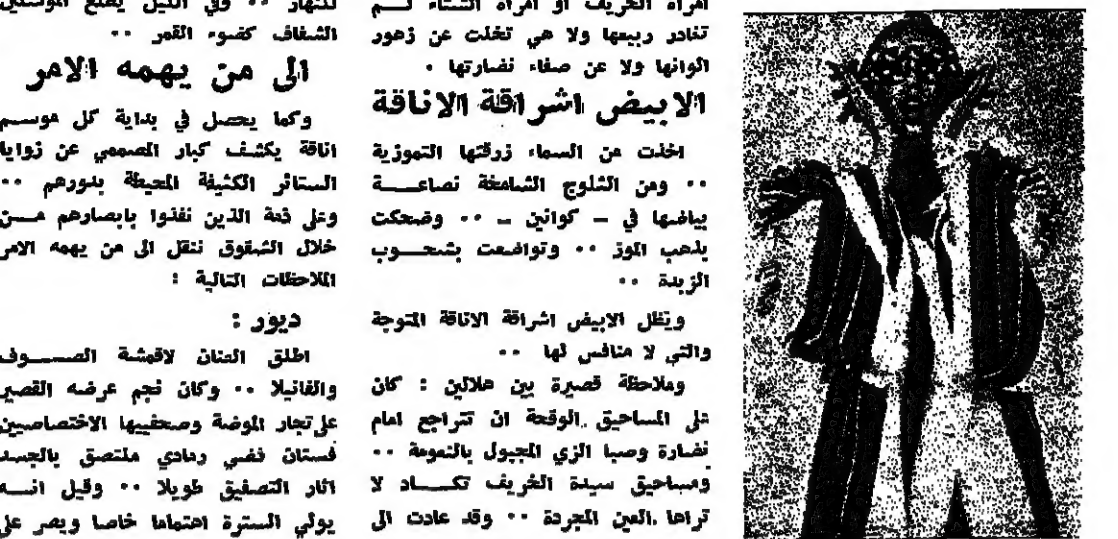 امرأة الخريف او امرأة الشتاء لم
تغادر ربيعها ولا هي تخلت عن زهور
الوانها ولا عن صفاء نضارتها .
الابيض اشراقة الاناقة
اخذت من السماء زرقتها التموزية
.. ومن الثلوج الشامخة نصاعة
بياضها في ـ كوانين ـ .. وضحكت
بذهب الموز .. وتواضعت بشحوب
الزبدة ..
ويظل الابيض اشراقة الاناقة المتوجة
والتي لا منافس لها ..
وملاحظة قصيرة بين هلالين : كان
على المساحيق الوقحة ان تتراجع امام
نضارة وصبا الزي المجبول بالنعومة ..
ومساحيق سيدة الخريف تكاد لا
تراها العين المجردة .. وقد عادت الى
للنهار .. وفي الليل
الشفاف كضوء القمر ..
الى من يهمه الامر
وكما يحصل في بداية كل موسم
اناقة يكشف كبار المصممي عن زوايا
الستائر الكثيفة المحيطة بدورهم ..
وعلى ذمة الذين نفذوا بابصارهم من
خلال الشقوق ننقل الى من يهمه الامر
الملاحظات التالية :
ديور :
اطلق العنان لاقمشة الصوف
والفانيلا .. وكان نجم عرضه القصير
على تجار الموضة وصحفييها الاختصاصيين
فستان فضي رمادي ملتصق بالجسد
اثار التصفيق طويلا .. وقيل انه
يولي السترة اهتماما خاصا ويصر على